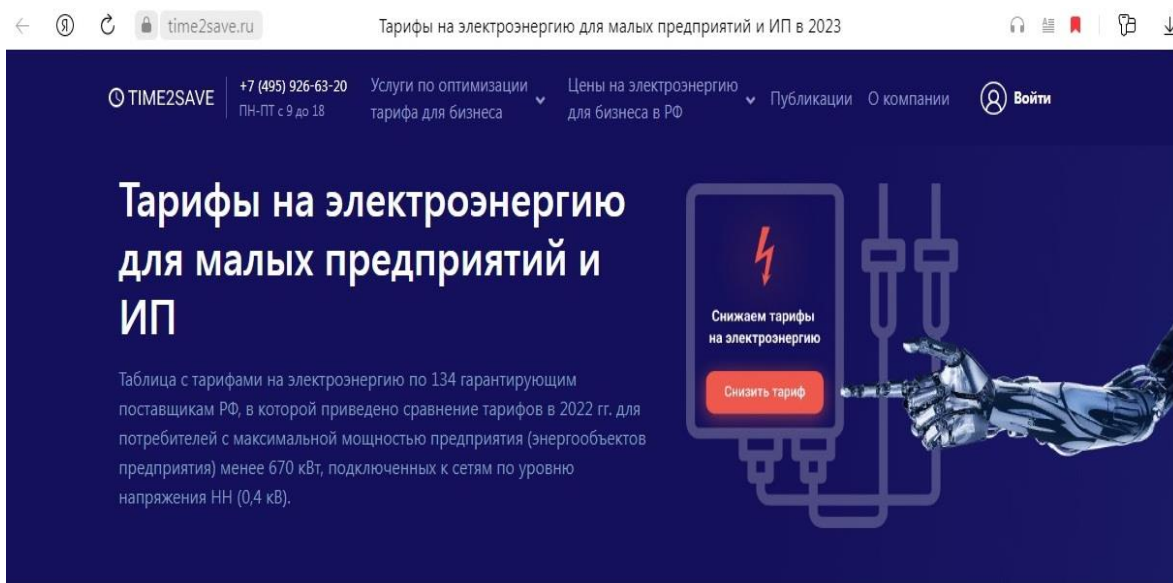 time2save.ru
Тарифы на электроэнергию для малых предприятий и ИП в 2023
TIME2SAVE
+7 (495) 926-63-20
ПН-ПТ с 9 до 18
Услуги по оптимизации
тарифа для бизнеса
Цены на электроэнергию
для бизнеса в РФ
Публикации
О компании
Войти
Тарифы на электроэнергию
для малых предприятий и
ИП
Таблица с тарифами на электроэнергию по 134 гарантирующим
поставщикам РФ, в которой приведено сравнение тарифов в 2022 гг. для
потребителей с максимальной мощностью предприятия (энергообъектов
предприятия) менее 670 кВт, подключенных к сетям по уровню
напряжения НН (0,4 кВ).
Снижаем тарифы
на электроэнергию
Снизить тариф